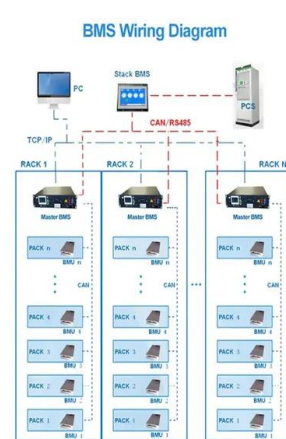 BMS Wiring Diagram
PC
Stack BMS
PCS
CAN/RS485
TCP/IP
RACK 1
RACK 2
RACK N
Master BMS
Master BMS
Master BMS
PACK n
BMU n
PACK n
BMU n
PACK n
BMU n
CAN
CAN
CAN
PACK 4
BMU 4
PACK 4
BMU 4
PACK 4
BMU 4
PACK 3
BMU 3
PACK 3
BMU 3
PACK 3
BMU 3
PACK 2
BMU 2
PACK 2
BMU 2
PACK 2
BMU 2
PACK 1
BMU 1
PACK 1
BMU 1
PACK 1
BMU 1